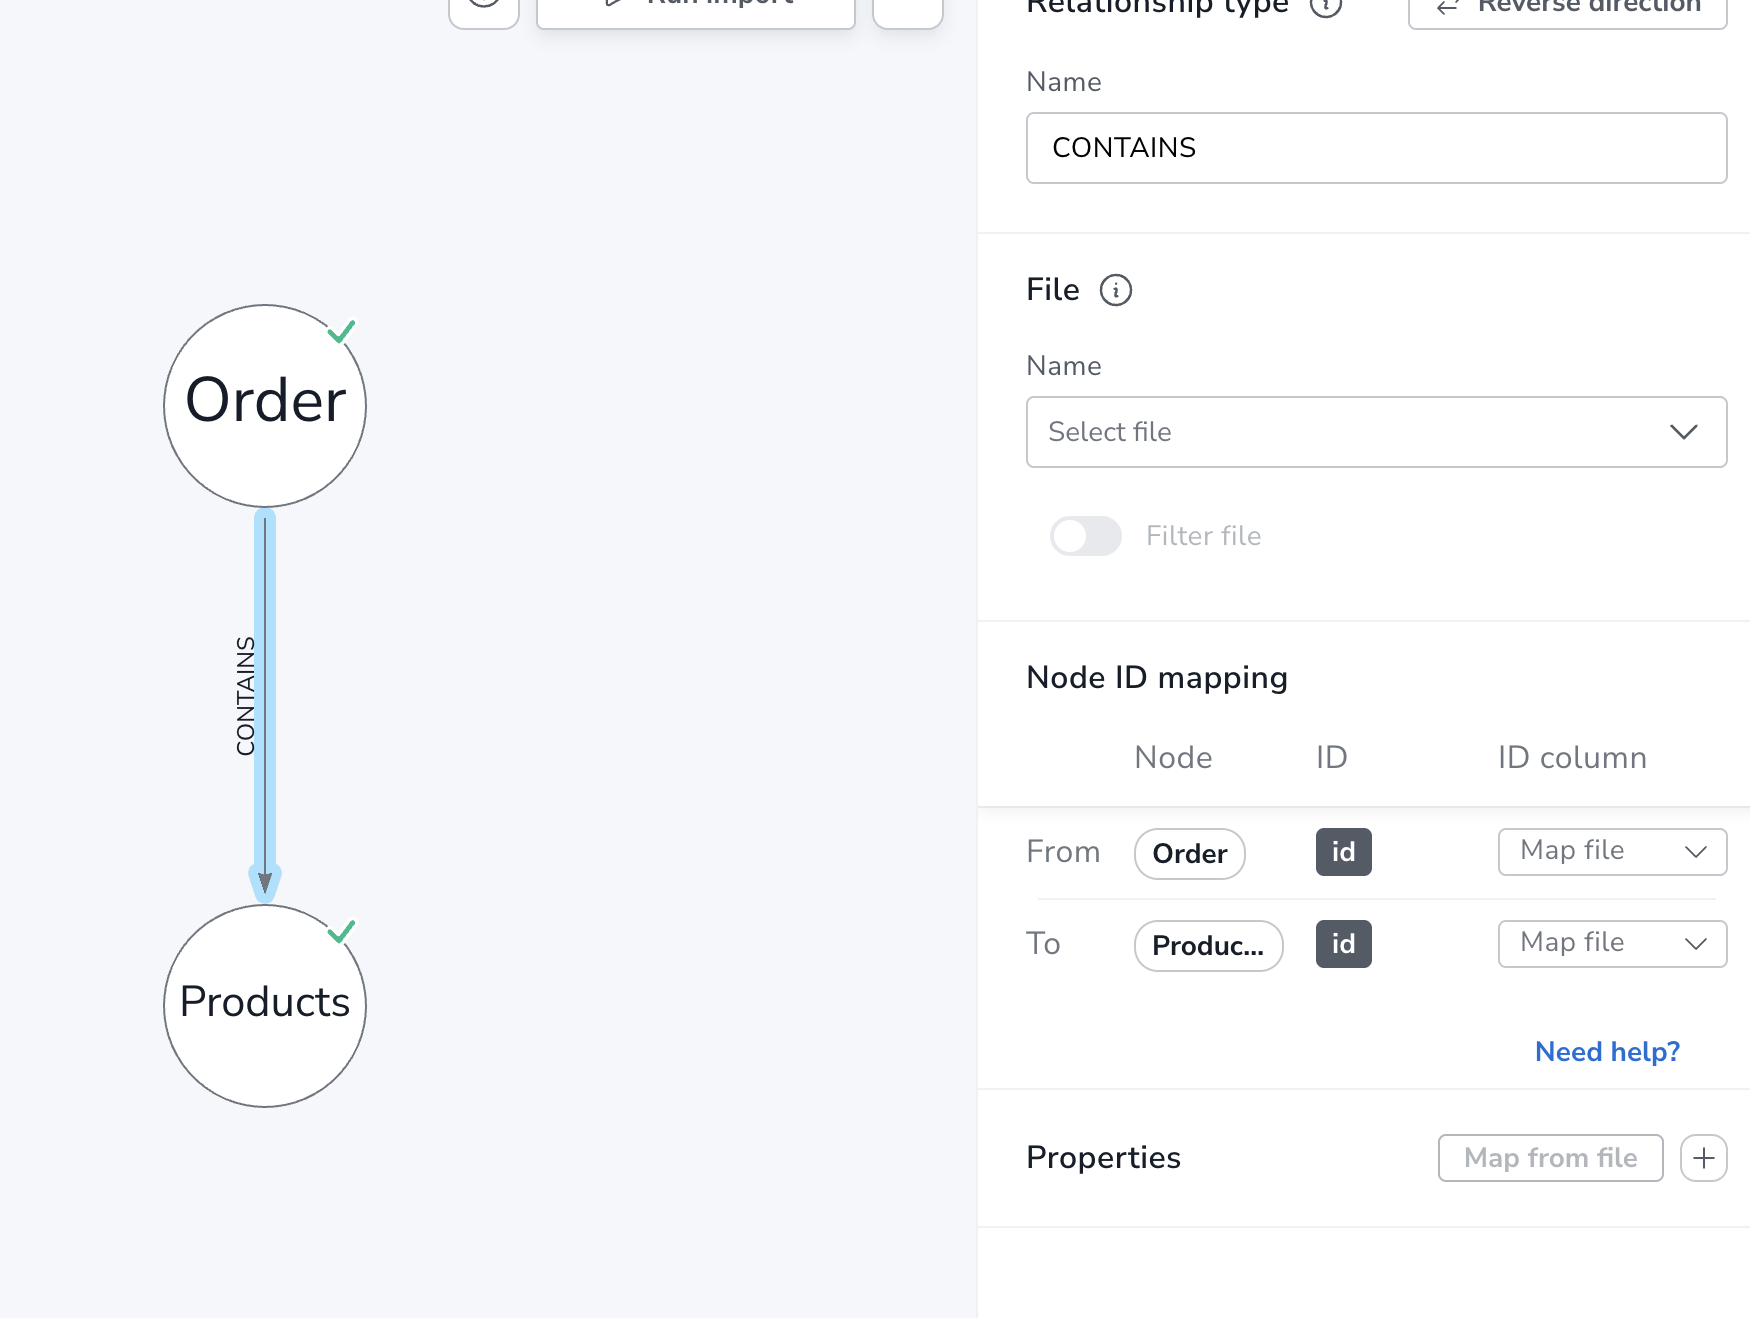 Run import
Order
CONTAINS
Products
Relationship type
Reverse direction
Name
CONTAINS
File
Name
Select file
Filter file
Node ID mapping
Node ID ID column
From Order id Map file
To Produc... id Map file
Need help?
Properties Map from file